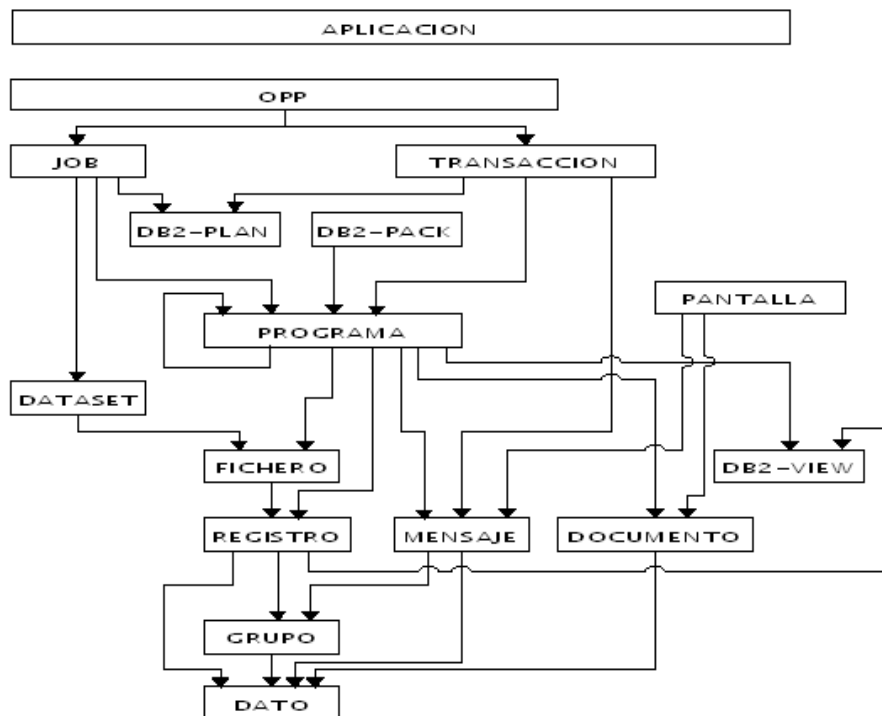 APLICACION
OPP
JOB
TRANSACCION
DB2-PLAN
DB2-PACK
PANTALLA
PROGRAMA
DATASET
FICHERO
DB2-VIEW
REGISTRO
MENSAJE
DOCUMENTO
GRUPO
DATO